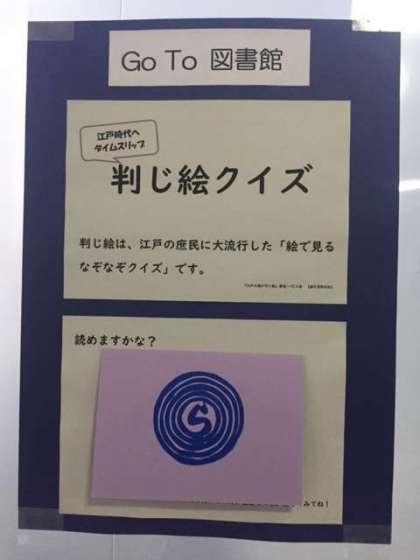 Go To 図書館
江戸時代へ
タイムスリップ
判じ絵クイズ
判じ絵は、江戸の庶民に大流行した「絵で見る
なぞなぞクイズ」です。
読めますかな？
みてね！